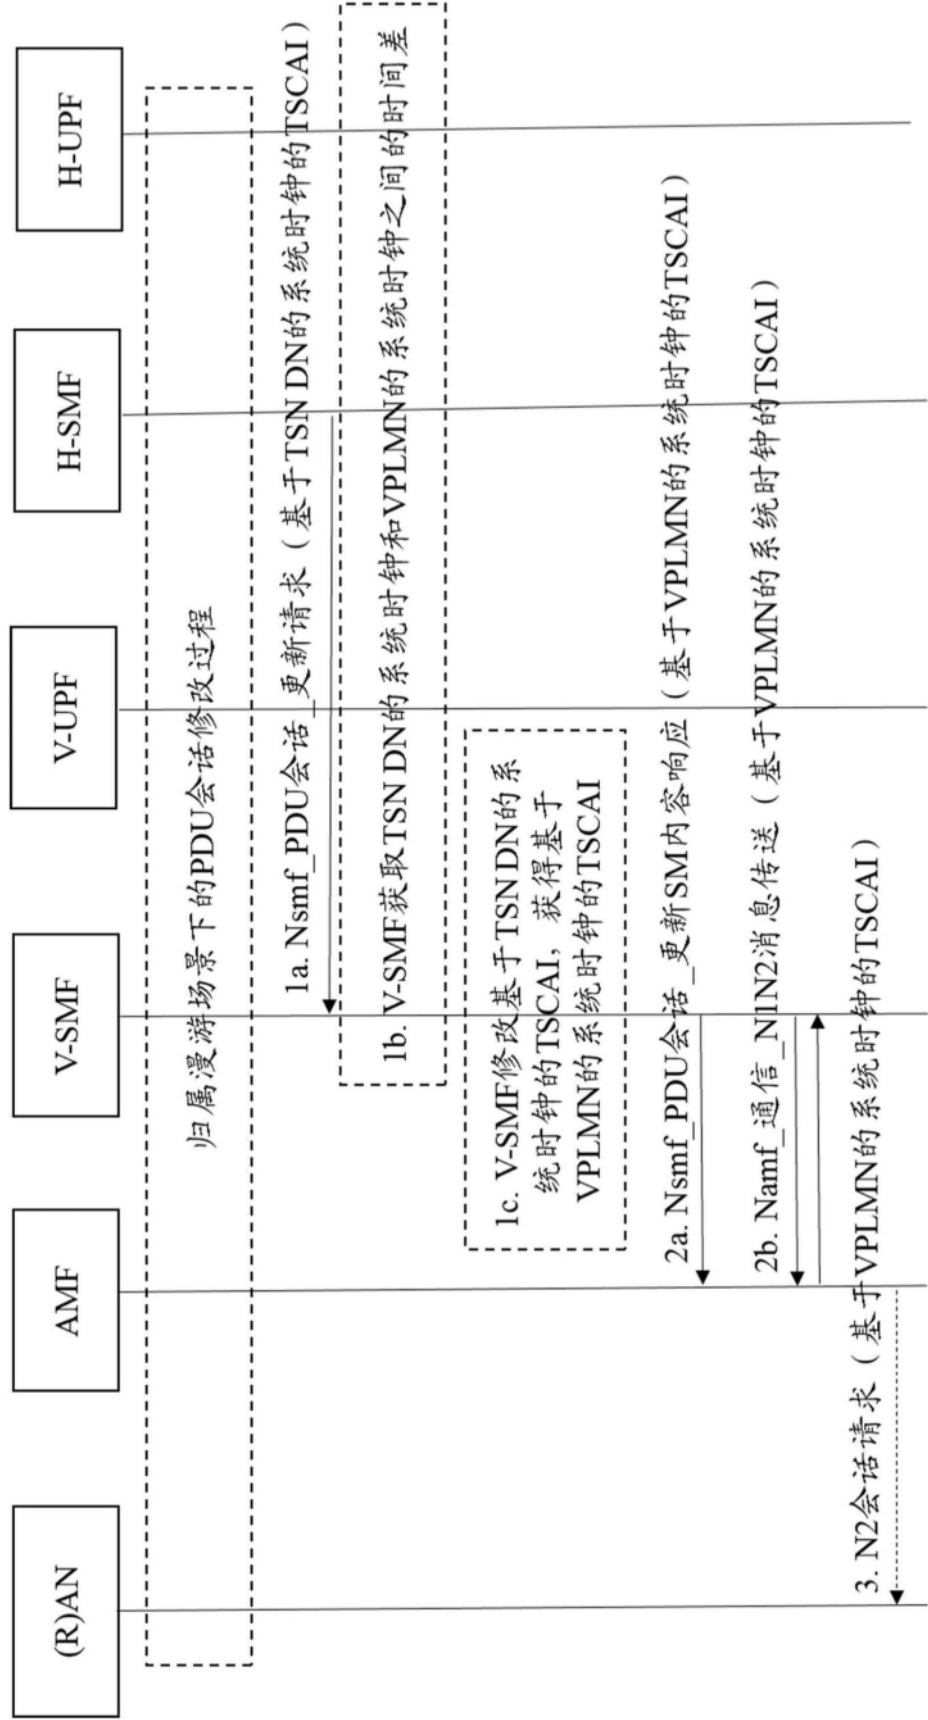 (R)AN
AMF
V-SMF
V-UPF
H-SMF
H-UPF
归属漫游场景下的PDU会话修改过程
1a. Nsmf_PDU会话_更新请求（基于TSN DN的系统时钟的TSCAI）
1b. V-SMF获取TSN DN的系统时钟和VPLMN的系统时钟之间的时间差
1c. V-SMF修改基于TSN DN的系
统时钟的TSCAI，获得基于
VPLMN的系统时钟的TSCAI
2a. Nsmf_PDU会话_更新SM内容响应（基于VPLMN的系统时钟的TSCAI）
2b. Namf_通信_N1N2消息传送（基于VPLMN的系统时钟的TSCAI）
3. N2会话请求（基于VPLMN的系统时钟的TSCAI）